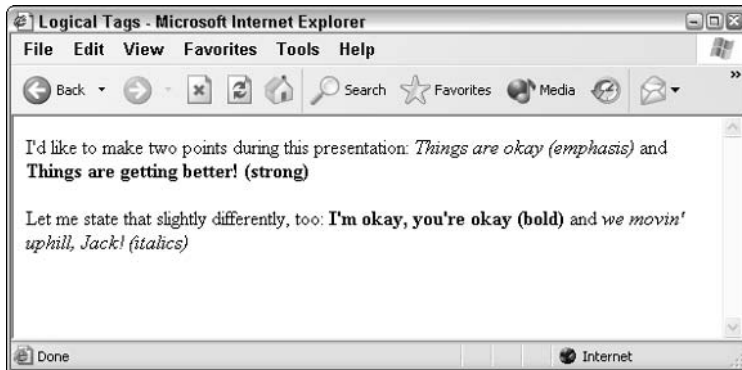 Logical Tags - Microsoft Internet Explorer
File Edit View Favorites Tools Help
Back Search Favorites Media »
I'd like to make two points during this presentation: Things are okay (emphasis) and
Things are getting better! (strong)
Let me state that slightly differently, too: I'm okay, you're okay (bold) and we movin'
uphill, Jack! (italics)
Done Internet